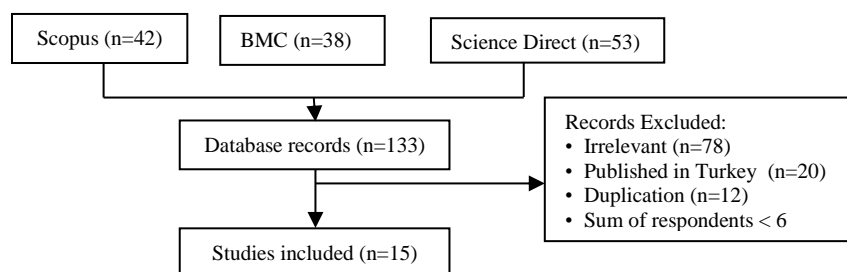 Scopus (n=42)
BMC (n=38)
Science Direct (n=53)
Database records (n=133)
Records Excluded:
• Irrelevant (n=78)
• Published in Turkey (n=20)
• Duplication (n=12)
• Sum of respondents < 6
Studies included (n=15)